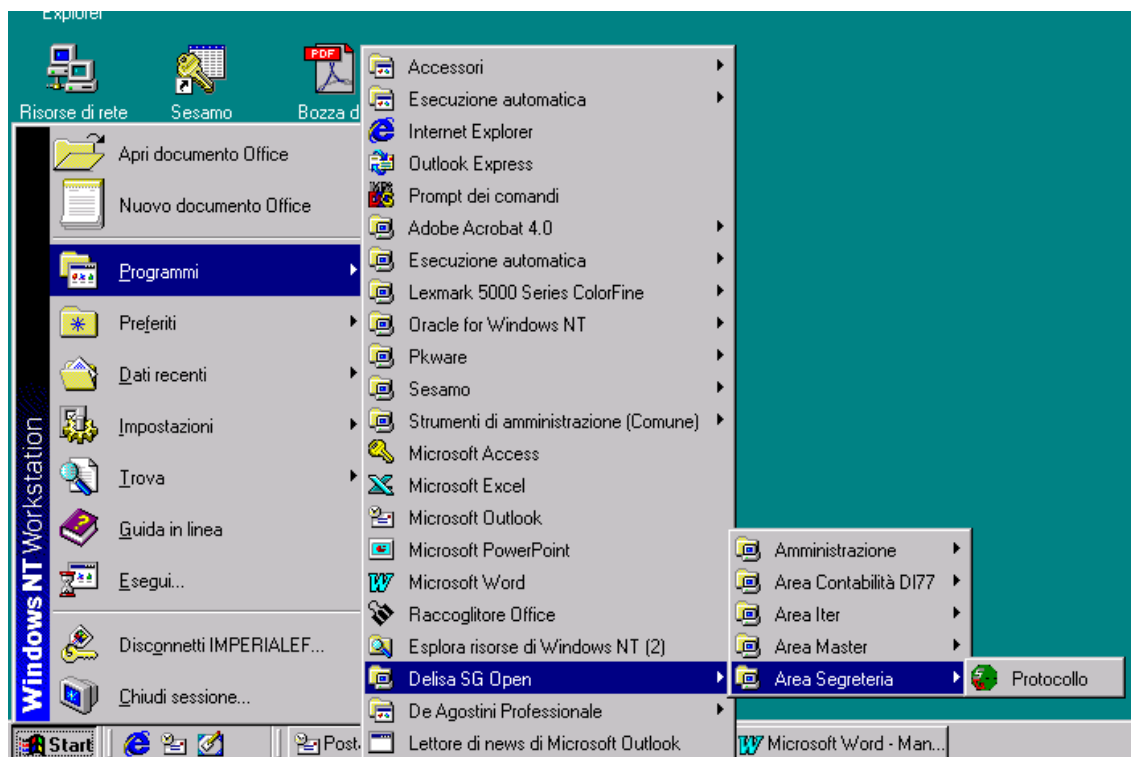 Explorer
Risorse di rete
Sesamo
Bozza d
PDF
Apri documento Office
Nuovo documento Office
Programmi
Preferiti
Dati recenti
Impostazioni
Trova
Guida in linea
Esegui...
Disconnetti IMPERIALEF...
Chiudi sessione...
Windows NT Workstation
Accessori
Esecuzione automatica
Internet Explorer
Outlook Express
Prompt dei comandi
Adobe Acrobat 4.0
Esecuzione automatica
Lexmark 5000 Series ColorFine
Oracle for Windows NT
Pkware
Sesamo
Strumenti di amministrazione (Comune)
Microsoft Access
Microsoft Excel
Microsoft Outlook
Microsoft PowerPoint
Microsoft Word
Raccoglitore Office
Esplora risorse di Windows NT (2)
Delisa SG Open
De Agostini Professionale
Lettore di news di Microsoft Outlook
Amministrazione
Area Contabilità DI77
Area Iter
Area Master
Area Segreteria
Protocollo
Start
Post
Microsoft Word - Man...